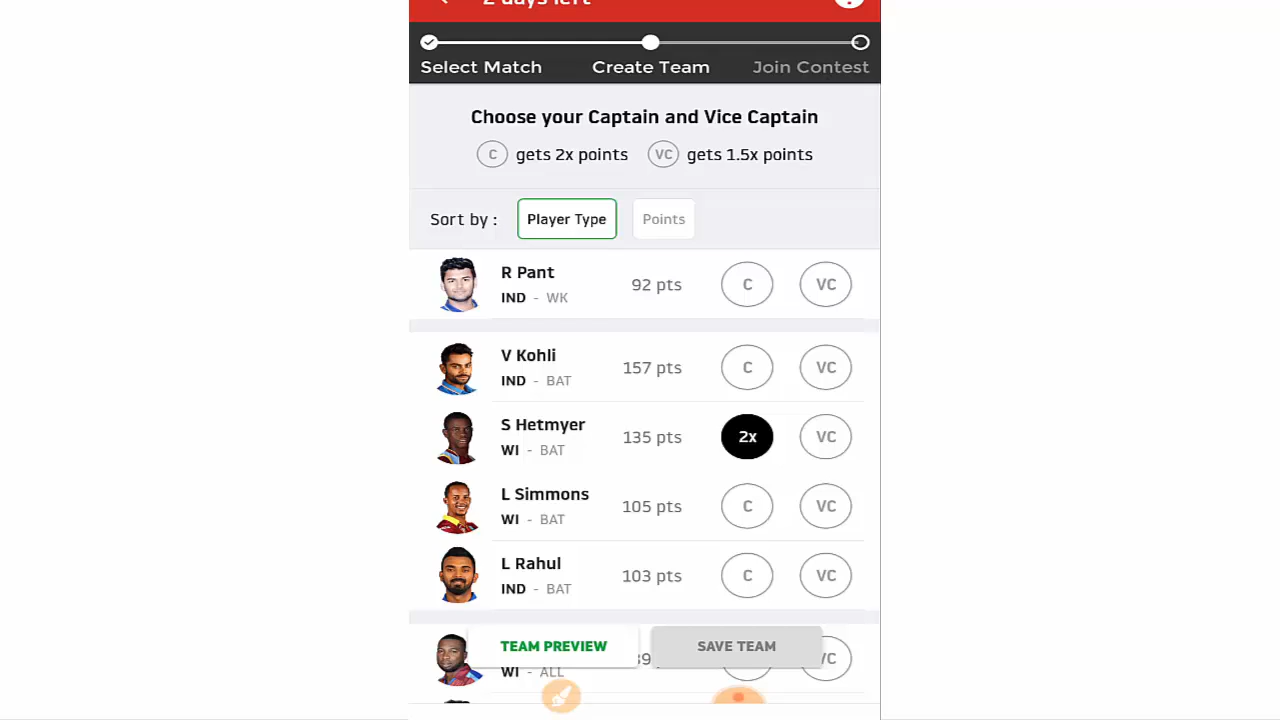 2 days left
Select Match Create Team Join Contest
Choose your Captain and Vice Captain
C gets 2x points VC gets 1.5x points
Sort by : Player Type Points
R Pant
IND - WK 92 pts C VC
V Kohli
IND - BAT 157 pts C VC
S Hetmyer
WI - BAT 135 pts 2x VC
L Simmons
WI - BAT 105 pts C VC
L Rahul
IND - BAT 103 pts C VC
TEAM PREVIEW SAVE TEAM
WI - ALL